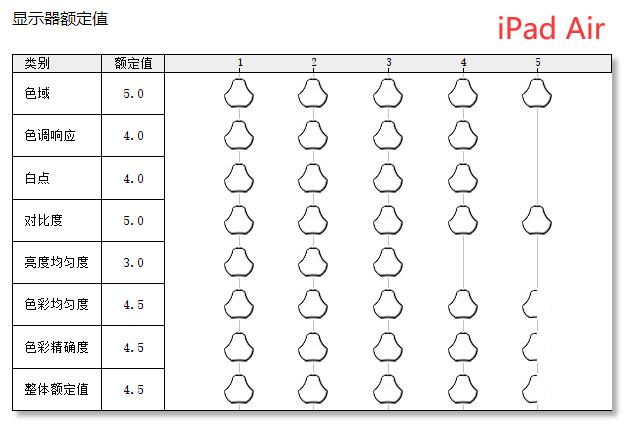 显示器额定值
iPad Air
类别 额定值 1 2 3 4 5
色域 5.0
色调响应 4.0
白点 4.0
对比度 5.0
亮度均匀度 3.0
色彩均匀度 4.5
色彩精确度 4.5
整体额定值 4.5